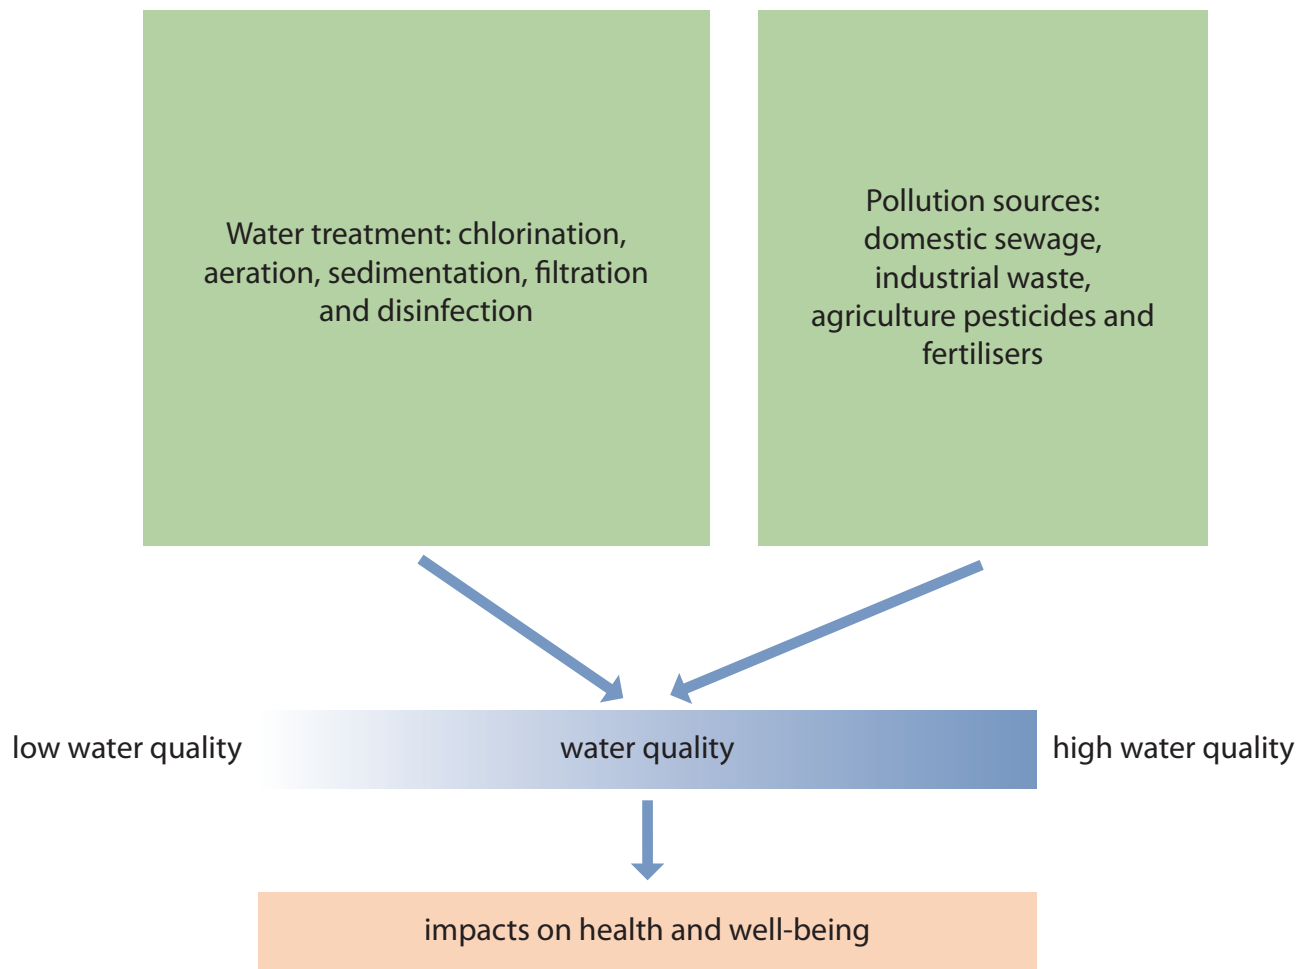 Water treatment: chlorination,
aeration, sedimentation, filtration
and disinfection
Pollution sources:
domestic sewage,
industrial waste,
agriculture pesticides and
fertilisers
low water quality
water quality
high water quality
impacts on health and well-being